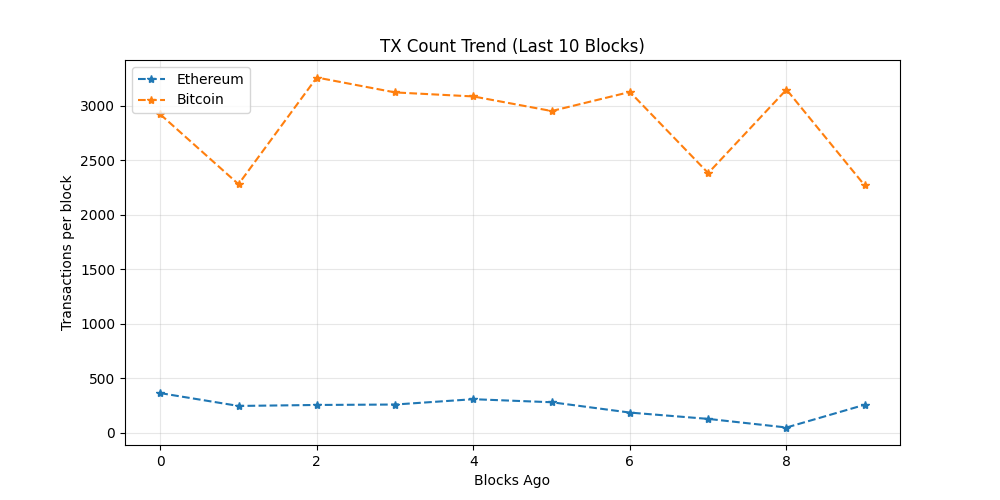 TX Count Trend (Last 10 Blocks)
Ethereum
Bitcoin
Transactions per block
3000
2500
2000
1500
1000
500
0
0 2 4 6 8
Blocks Ago